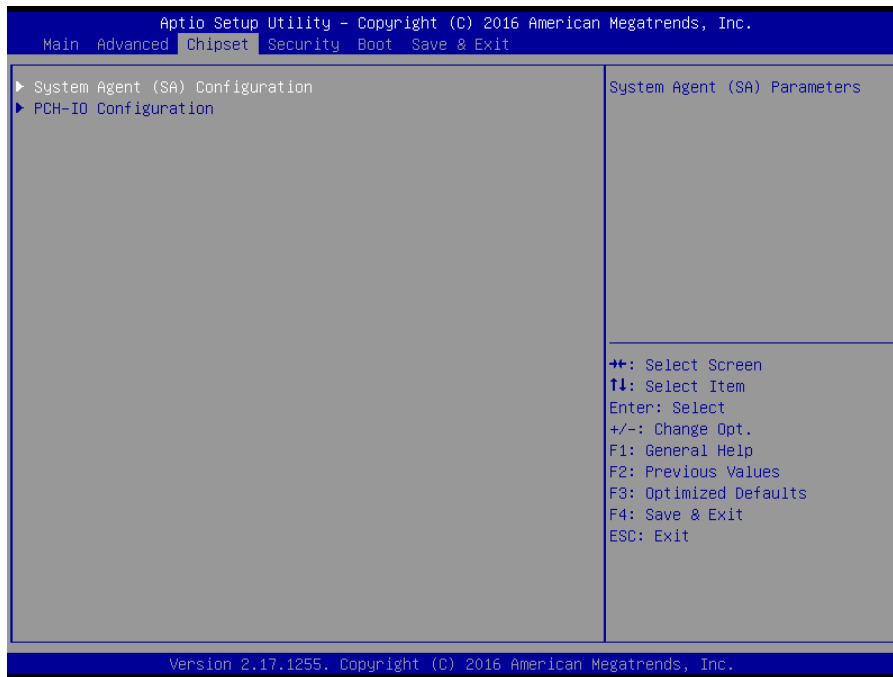 Aptio Setup Utility – Copyright (C) 2016 American Megatrends, Inc.
Main Advanced Chipset Security Boot Save & Exit
▶ System Agent (SA) Configuration
▶ PCH-IO Configuration
System Agent (SA) Parameters
→←: Select Screen
↑↓: Select Item
Enter: Select
+/-: Change Opt.
F1: General Help
F2: Previous Values
F3: Optimized Defaults
F4: Save & Exit
ESC: Exit
Version 2.17.1255. Copyright (C) 2016 American Megatrends, Inc.